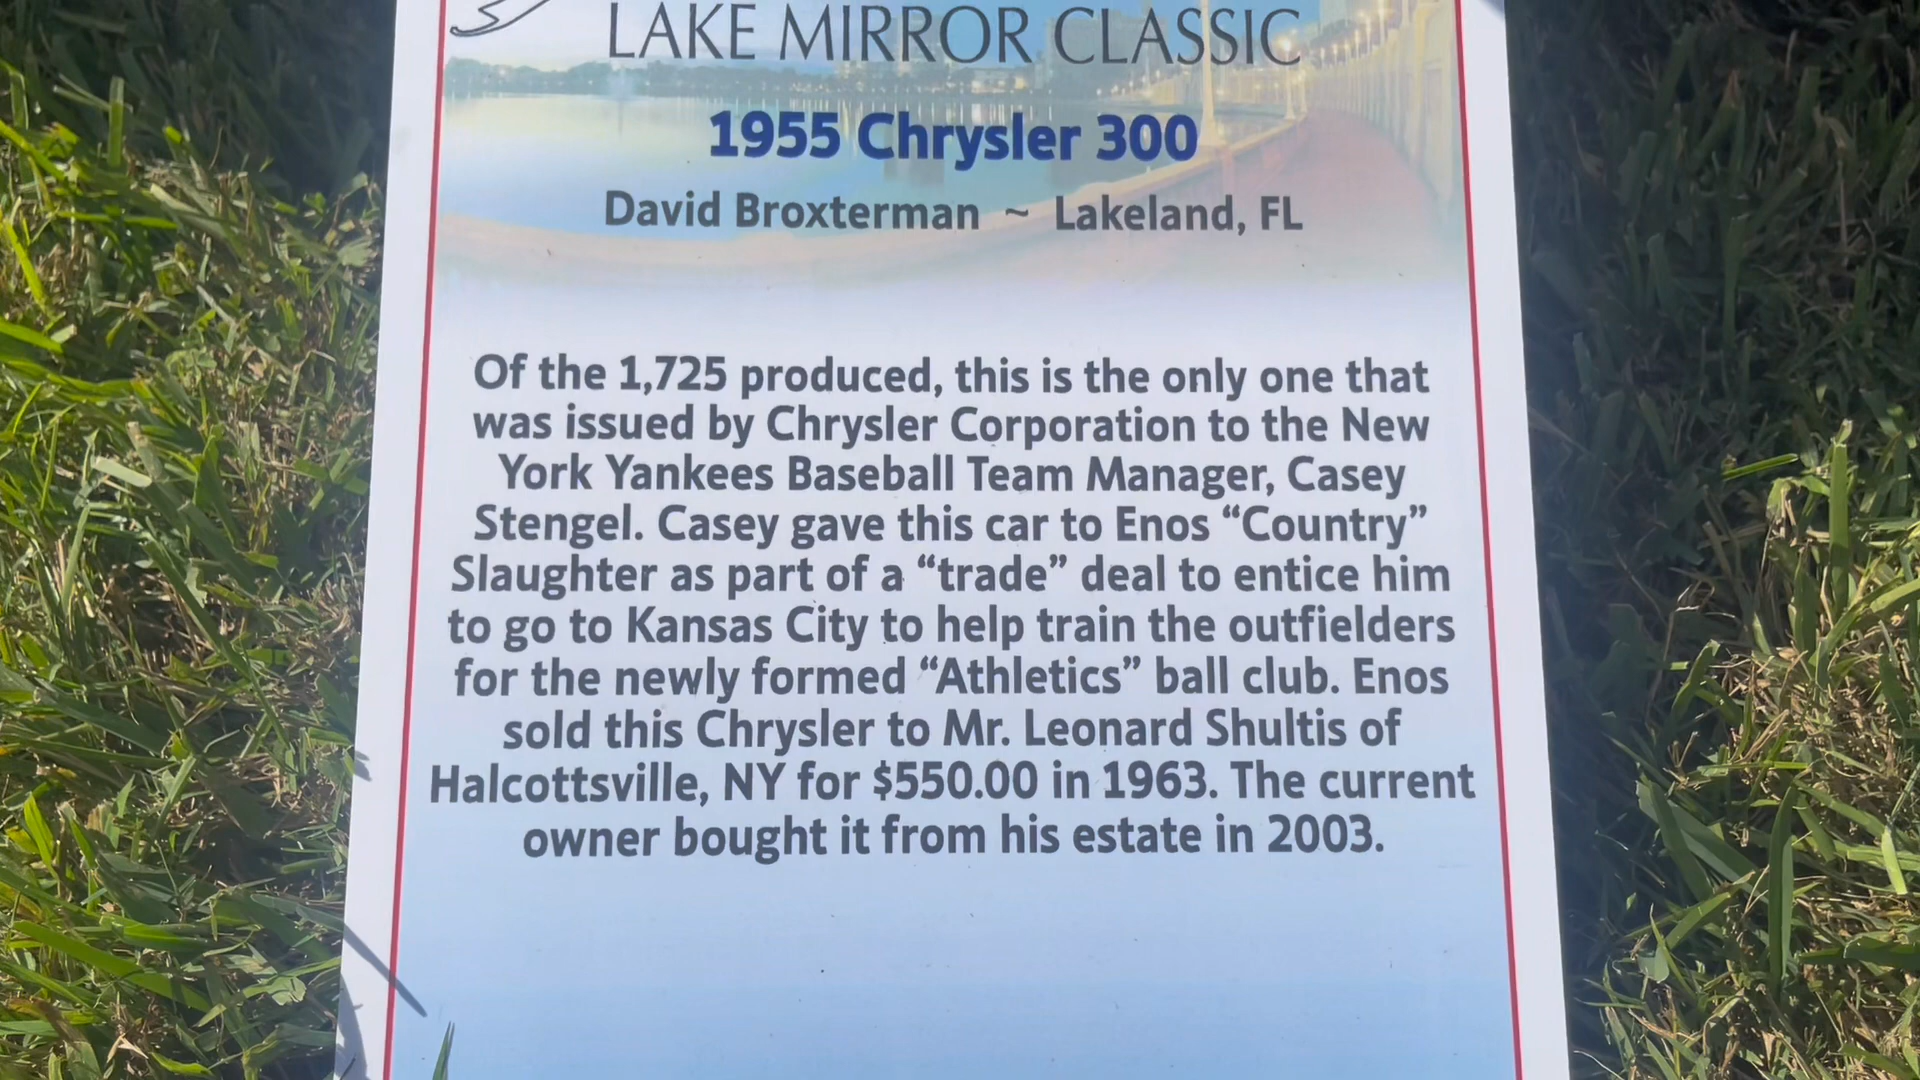 LAKE MIRROR CLASSIC
1955 Chrysler 300
David Broxterman ~ Lakeland, FL
Of the 1,725 produced, this is the only one that
was issued by Chrysler Corporation to the New
York Yankees Baseball Team Manager, Casey
Stengel. Casey gave this car to Enos “Country”
Slaughter as part of a “trade” deal to entice him
to go to Kansas City to help train the outfielders
for the newly formed “Athletics” ball club. Enos
sold this Chrysler to Mr. Leonard Shultis of
Halcottsville, NY for $550.00 in 1963. The current
owner bought it from his estate in 2003.